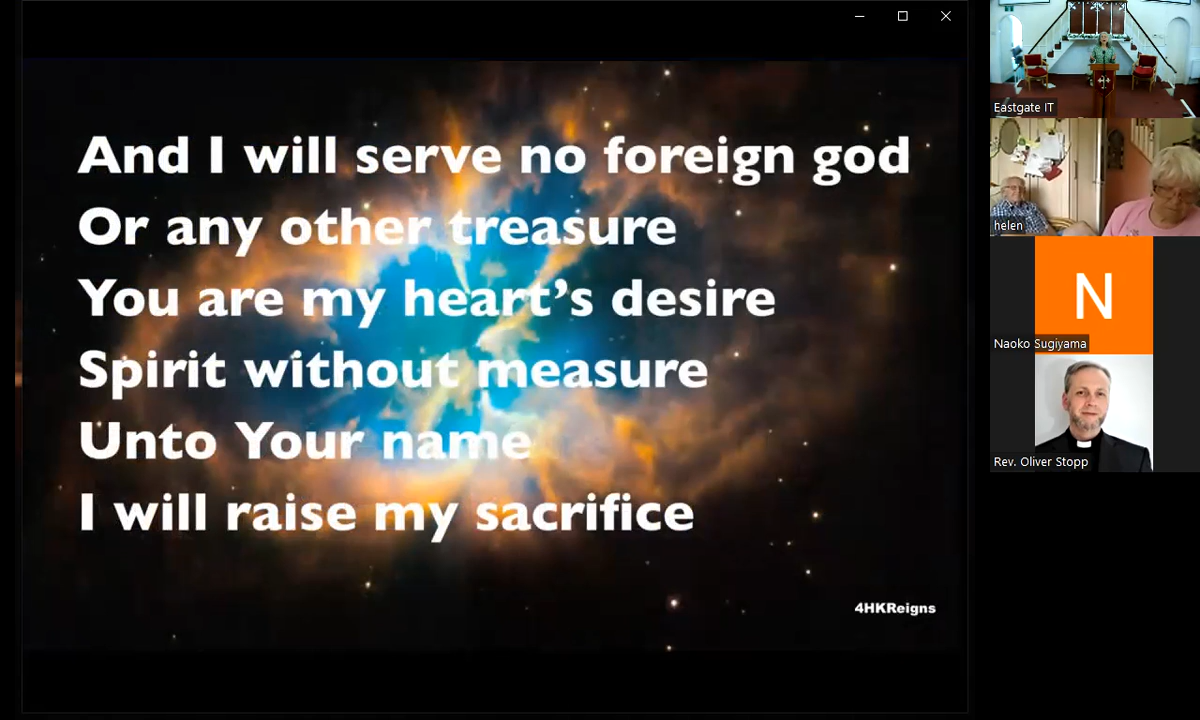 And I will serve no foreign god
Or any other treasure
You are my heart's desire
Spirit without measure
Unto Your name
I will raise my sacrifice
4HKReigns
Eastgate IT
helen
N
Naoko Sugiyama
Rev. Oliver Stopp